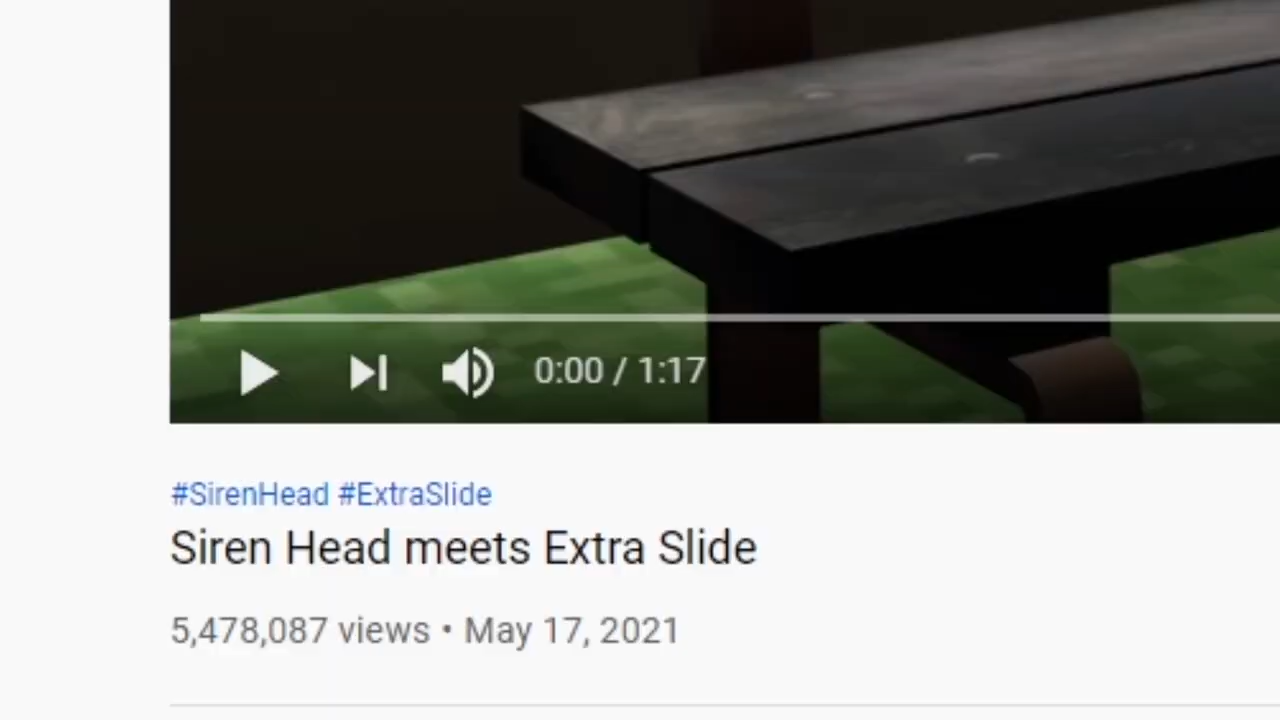 0:00 / 1:17
#SirenHead #ExtraSlide
Siren Head meets Extra Slide
5,478,087 views • May 17, 2021